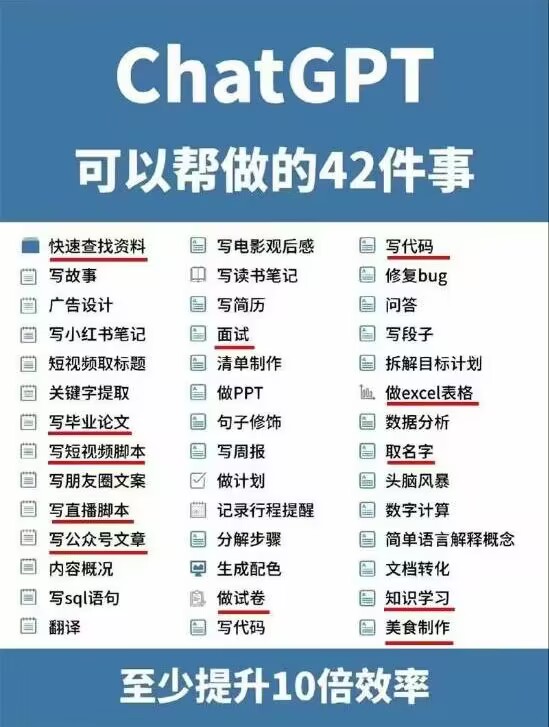 ChatGPT
可以帮做的42件事
快速查找资料
写故事
广告设计
写小红书笔记
短视频取标题
关键字提取
写毕业论文
写短视频脚本
写朋友圈文案
写直播脚本
写公众号文章
内容概况
写sql语句
翻译
写电影观后感
写读书笔记
写简历
面试
清单制作
做PPT
句子修饰
写周报
做计划
记录行程提醒
分解步骤
生成配色
做试卷
写代码
写代码
修复bug
问答
写段子
拆解目标计划
做excel表格
数据分析
取名字
头脑风暴
数字计算
简单语言解释概念
文档转化
知识学习
美食制作
至少提升10倍效率